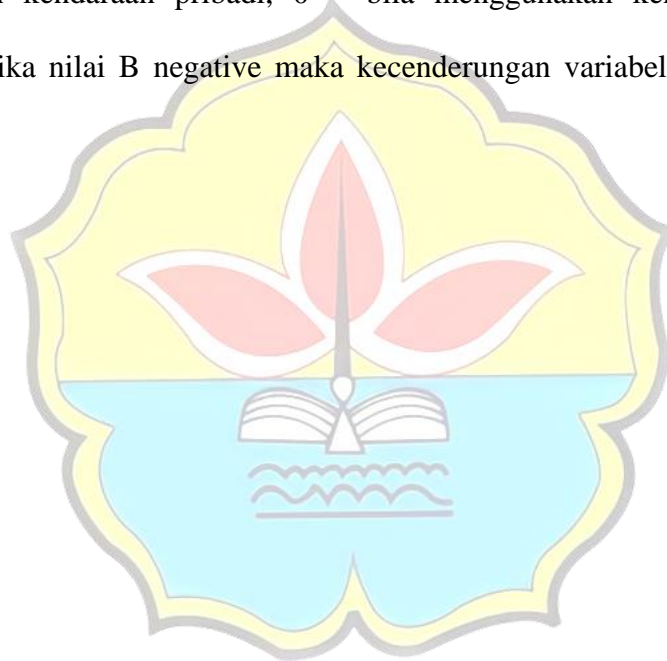 kendaraan pribadi, 0
bila menggunakan
ika nilai B negative maka kecenderungan variabel